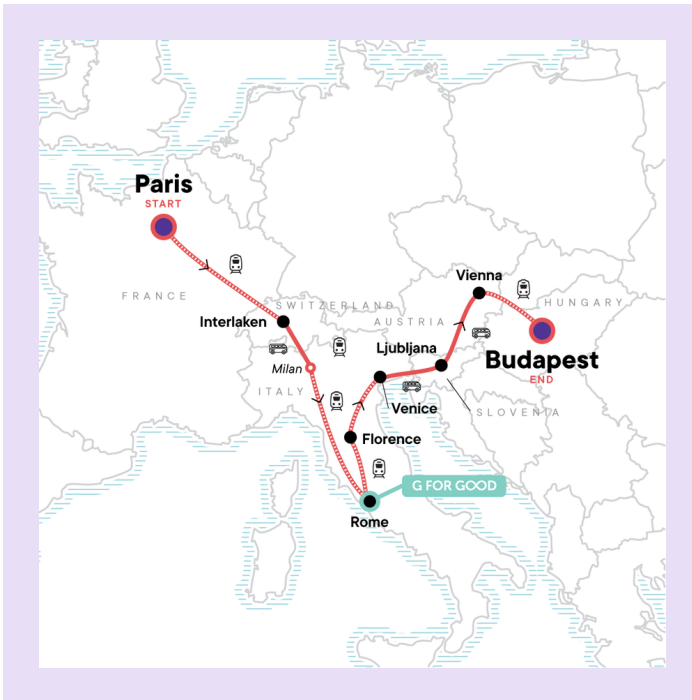 Paris
START
FRANCE
Vienna
HUNGARY
SWITZERLAND
Interlaken
AUSTRIA
Ljubljana
Budapest
END
Milan
ITALY
Venice
SLOVENIA
Florence
G FOR GOOD
Rome